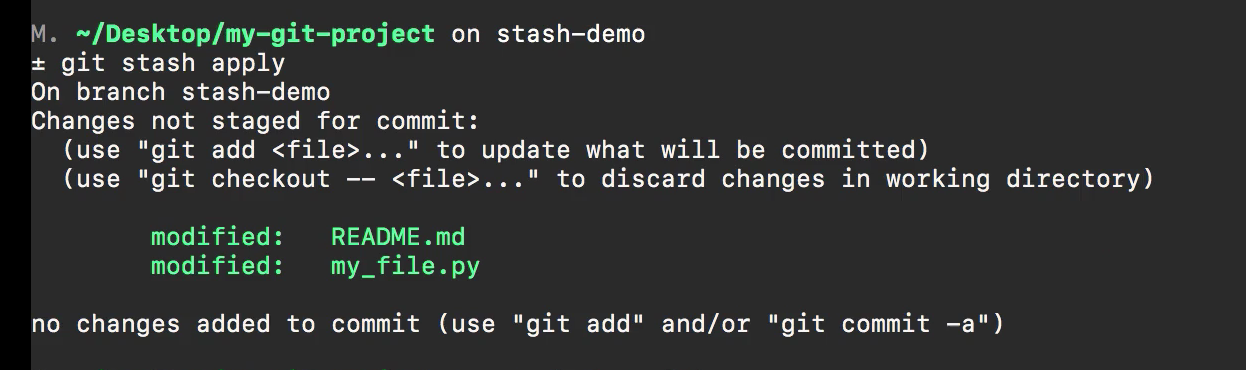 M. ~/Desktop/my-git-project on stash-demo
± git stash apply
On branch stash-demo
Changes not staged for commit:
  (use "git add <file>..." to update what will be committed)
  (use "git checkout -- <file>..." to discard changes in working directory)
        modified:   README.md
        modified:   my_file.py
no changes added to commit (use "git add" and/or "git commit -a")